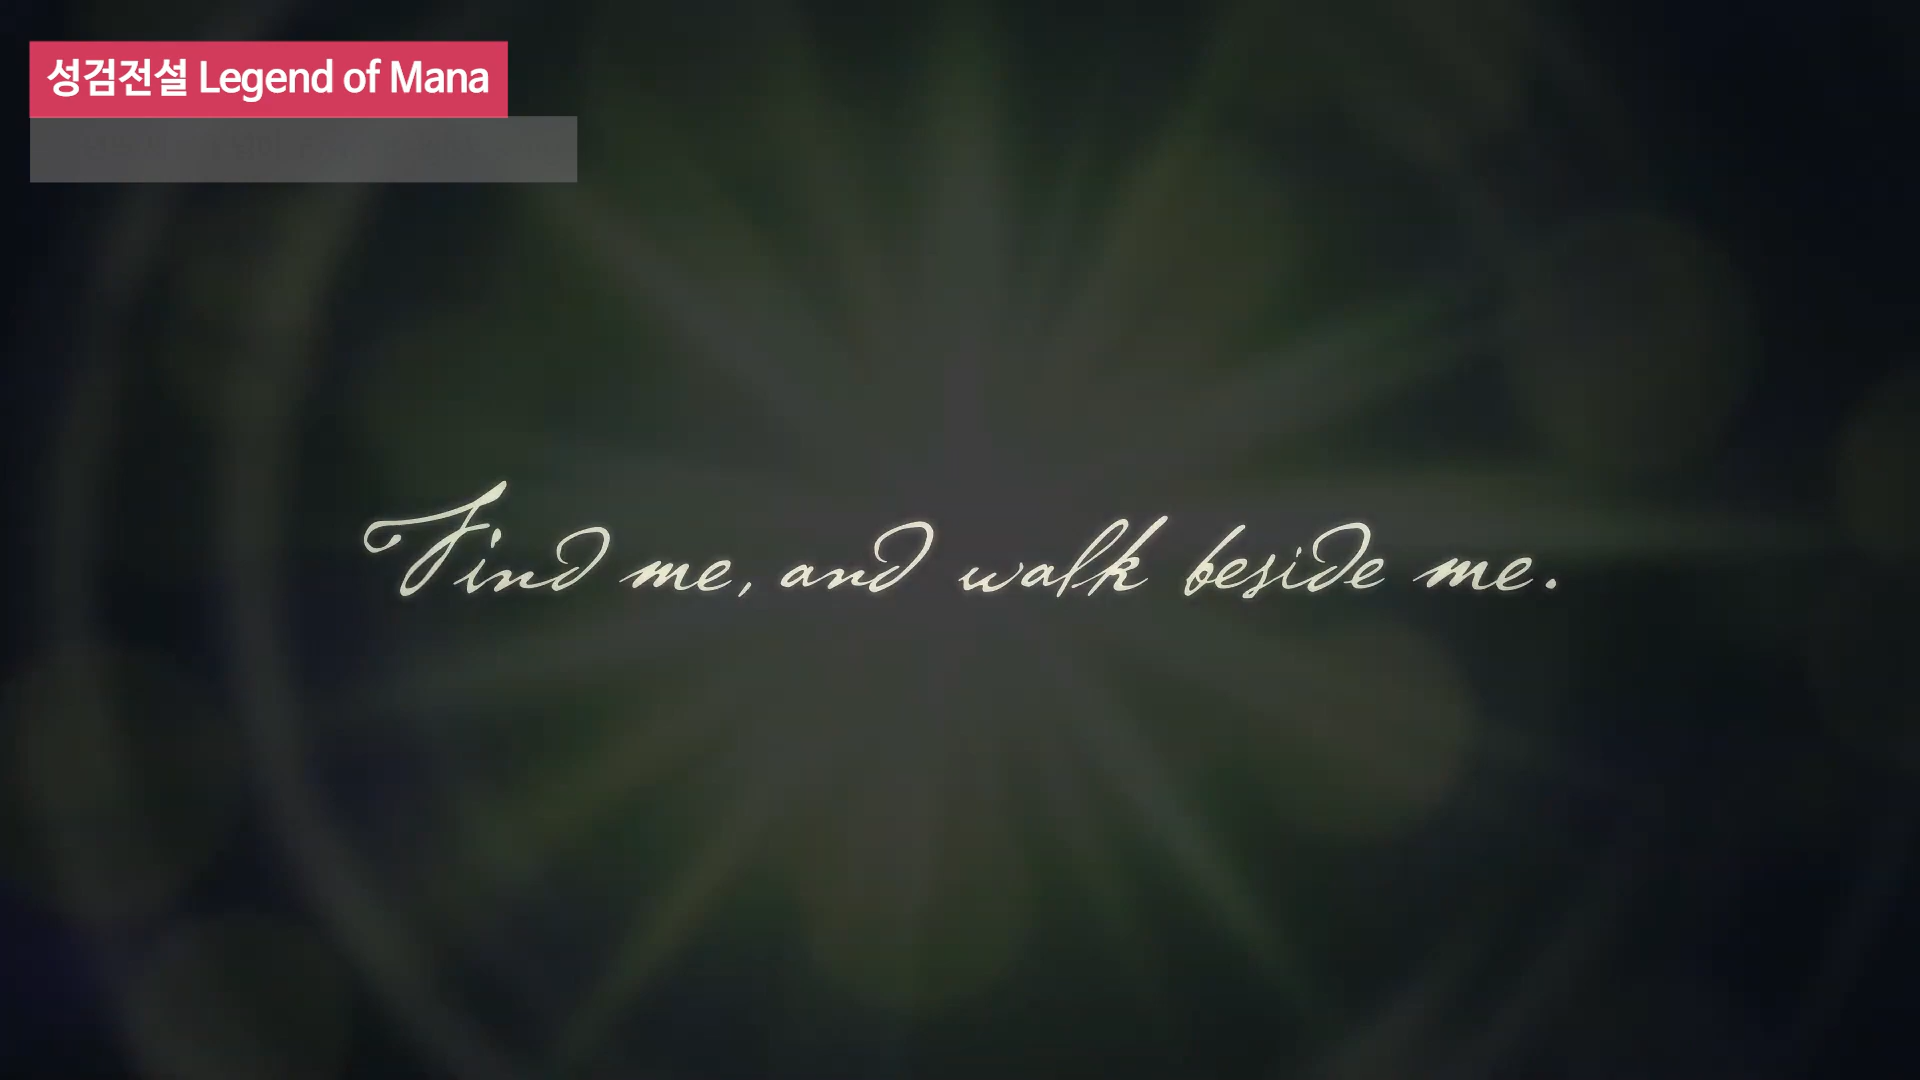 성검전설 Legend of Mana
Find me, and walk beside me.